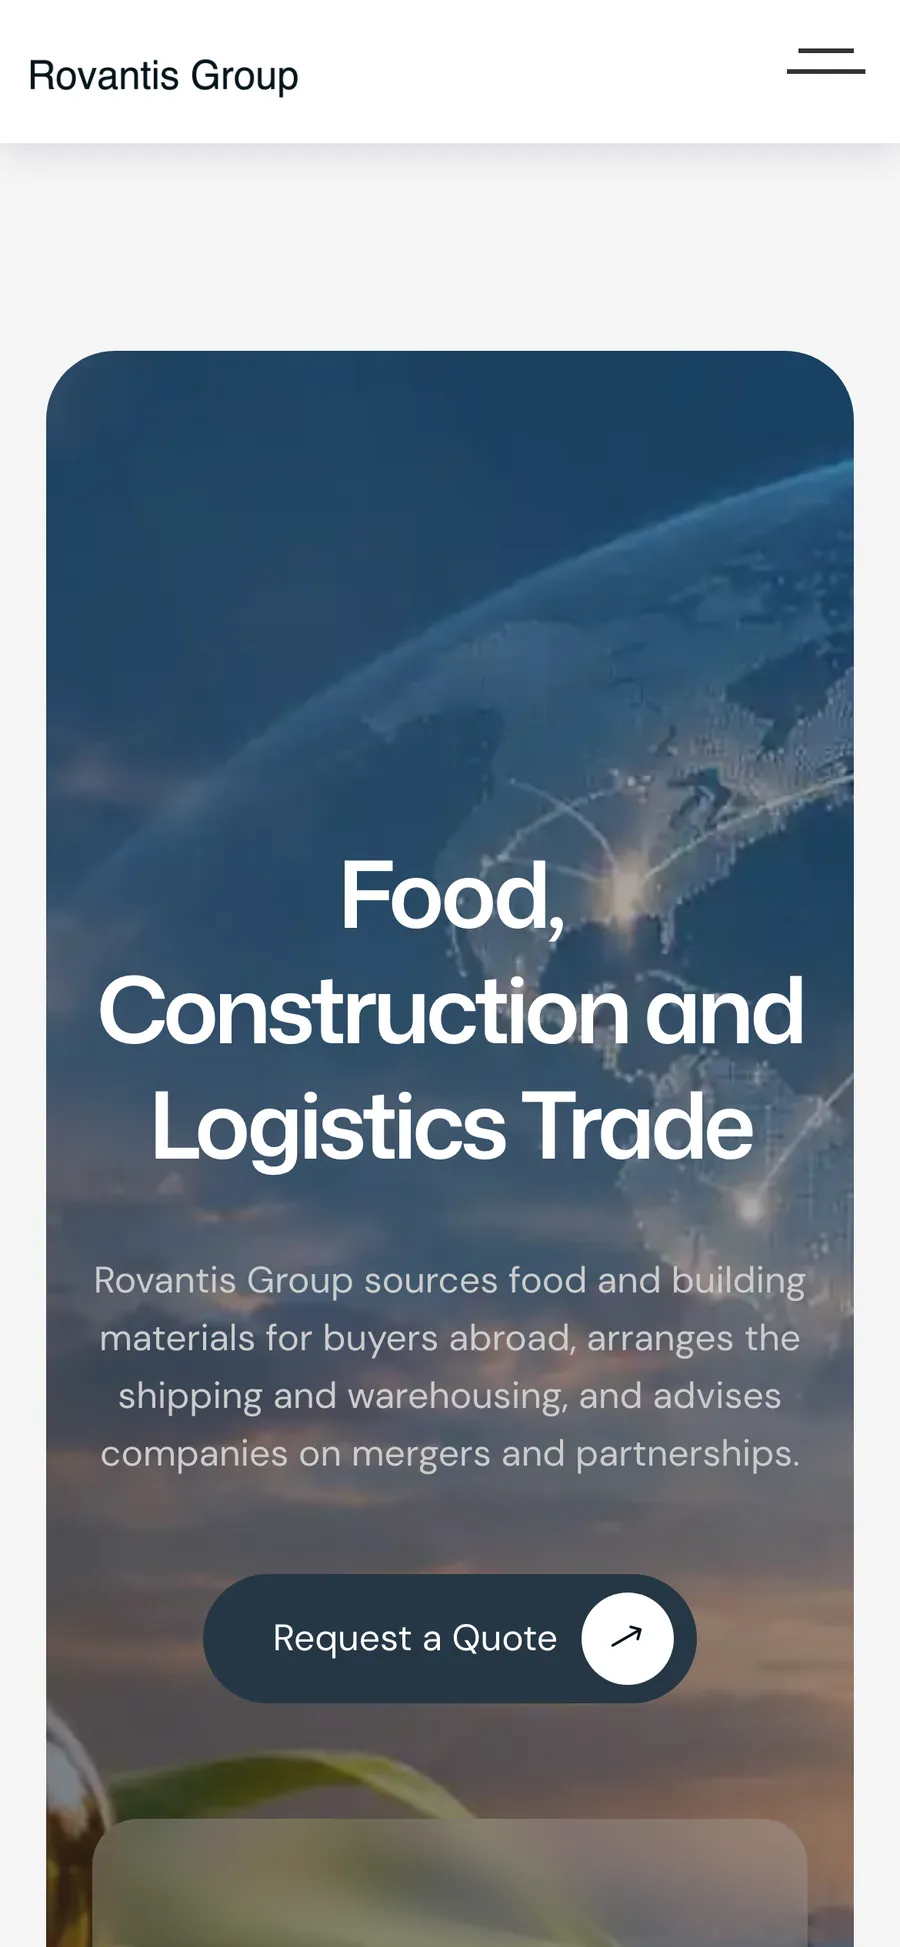 Rovantis Group
Food,
Construction and
Logistics Trade
Rovantis Group sources food and building
materials for buyers abroad, arranges the
shipping and warehousing, and advises
companies on mergers and partnerships.
Request a Quote